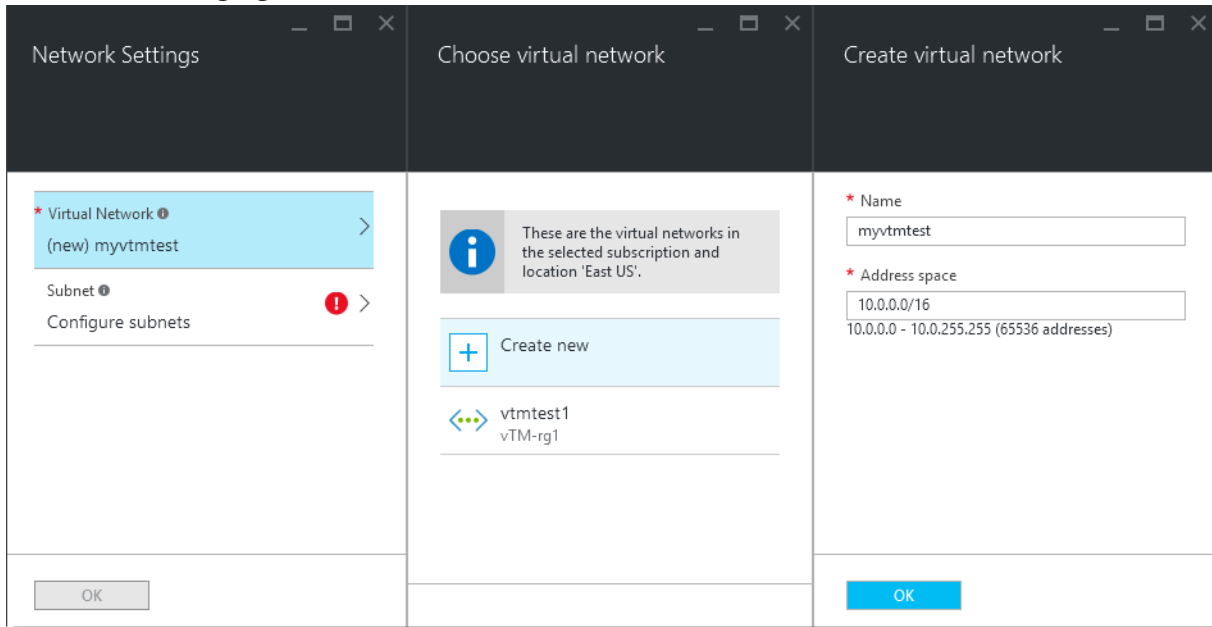 Network Settings
* Virtual Network
(new) myvtmtest
Subnet
Configure subnets
OK
Choose virtual network
These are the virtual networks in
the selected subscription and
location 'East US'.
Create new
vtmtest1
vTM-rg1
Create virtual network
* Name
myvtmtest
* Address space
10.0.0.0/16
10.0.0.0 - 10.0.255.255 (65536 addresses)
OK